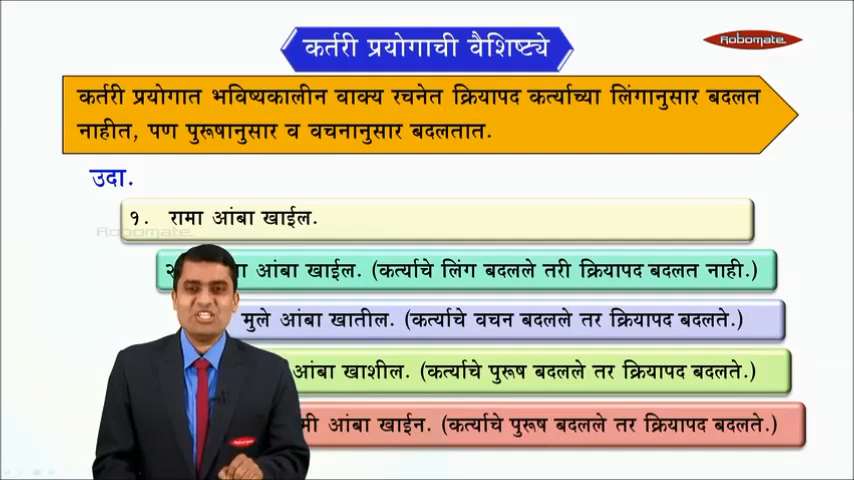 कर्तरी प्रयोगाची वैशिष्ट्ये
Robomate
कर्तरी प्रयोगात भविष्यकालीन वाक्य रचनेत क्रियापद कर्त्याच्या लिंगानुसार बदलत
नाहीत, पण पुरूषानुसार व वचनानुसार बदलतात.
उदा.
१. रामा आंबा खाईल.
Robomate
२ आंबा खाईल. (कर्त्याचे लिंग बदलले तरी क्रियापद बदलत नाही.)
मुले आंबा खातील. (कर्त्याचे वचन बदलले तर क्रियापद बदलते.)
आंबा खाशील. (कर्त्याचे पुरूष बदलले तर क्रियापद बदलते.)
मी आंबा खाईन. (कर्त्याचे पुरूष बदलले तर क्रियापद बदलते.)